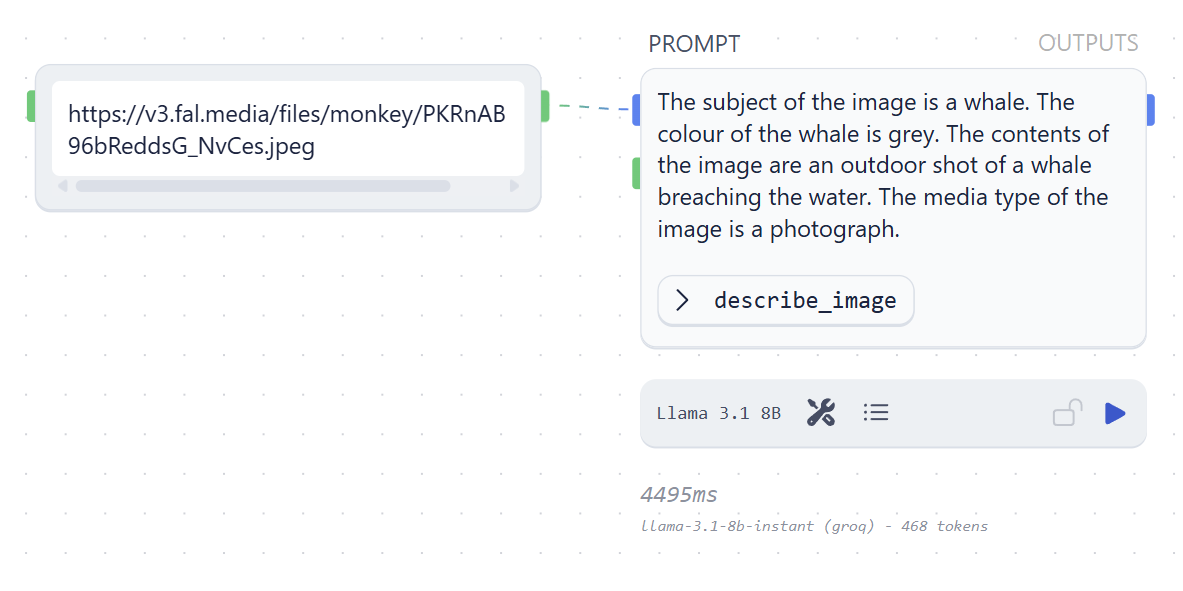 PROMPT
OUTPUTS
https://v3.fal.media/files/monkey/PKRnAB
96bReddsG_NvCes.jpeg
The subject of the image is a whale. The
colour of the whale is grey. The contents of
the image are an outdoor shot of a whale
breaching the water. The media type of the
image is a photograph.
describe_image
Llama 3.1 8B
4495ms
llama-3.1-8b-instant (groq) - 468 tokens